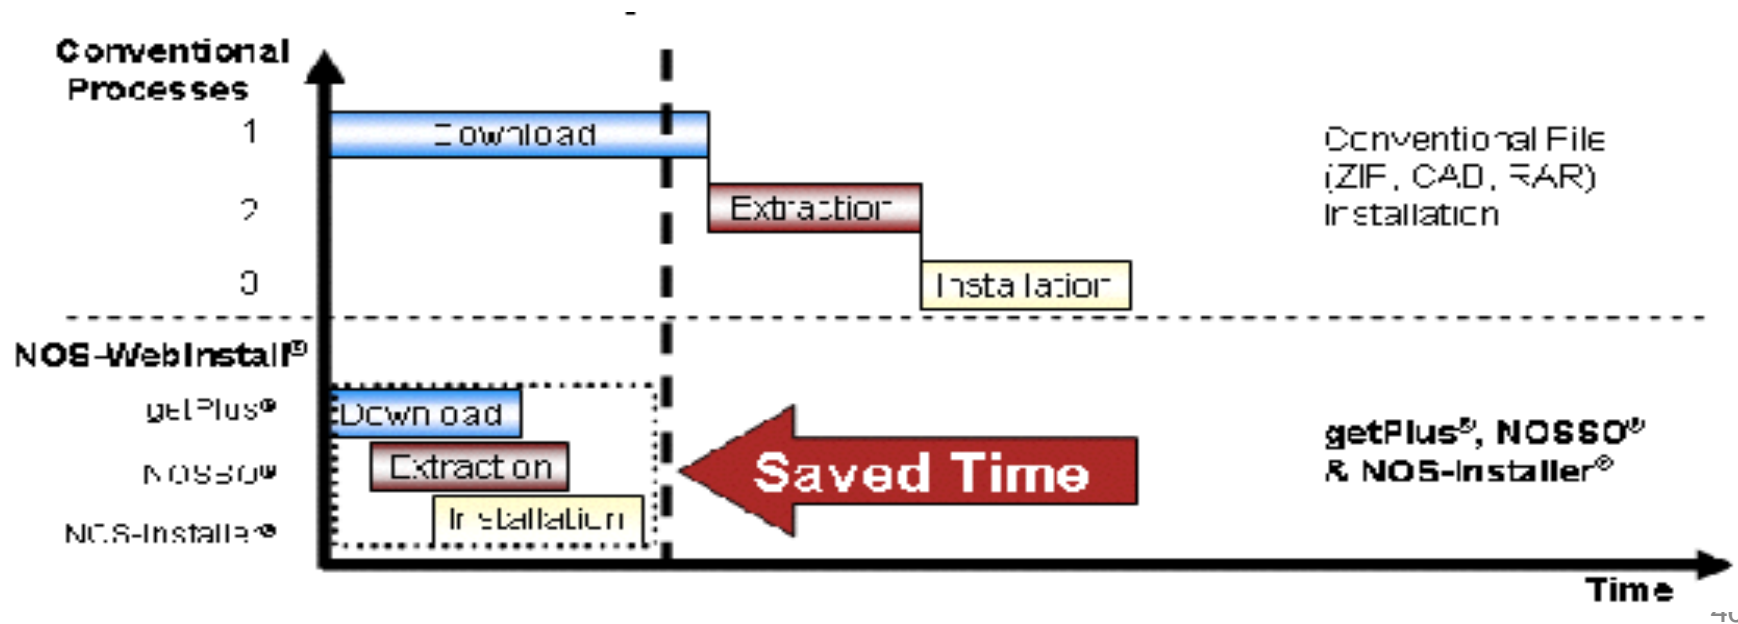 Conventional
Processes
1
Download
2
Extraction
3
Installation
Conventional File
(ZIP, CAB, RAR)
Installation
NOS-WebInstall®
getPlus®
Download
NOSSO®
Extraction
NOS-Installer®
Installation
Saved Time
getPlus®, NOSSO®
& NOS-Installer®
Time